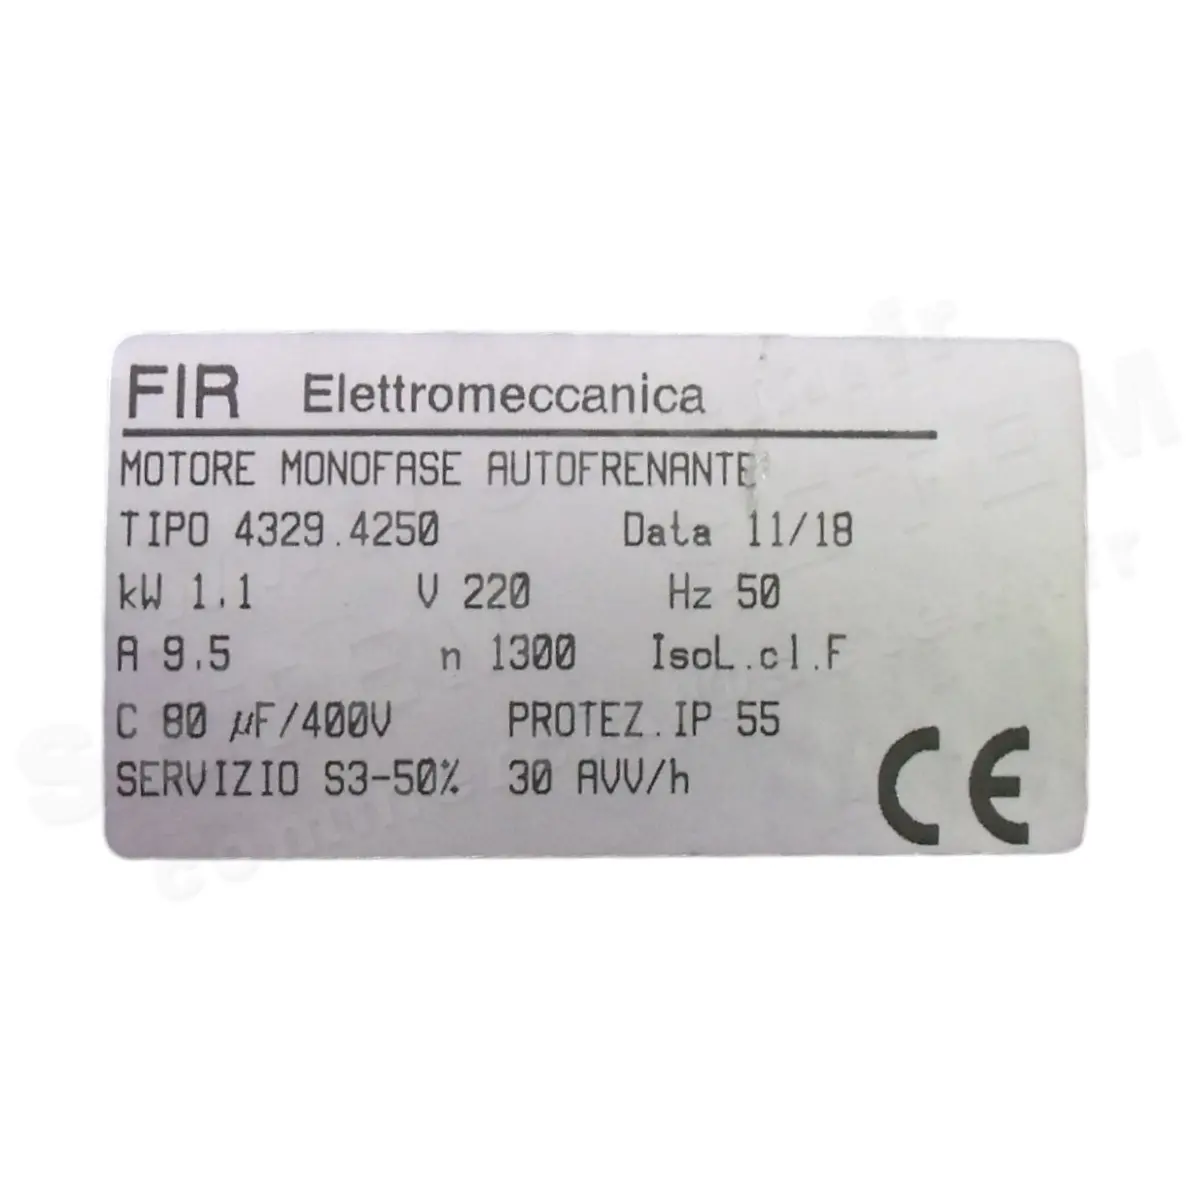 FIR Elettromeccanica
MOTORE MONOFASE AUTOFRENANTE
TIPO 4329.4250 Data 11/18
kW 1.1 V 220 Hz 50
A 9.5 n 1300 Isol.cl.F
C 80 µF/400V PROTEZ.IP 55
SERVIZIO S3-50% 30 AVV/h
CE